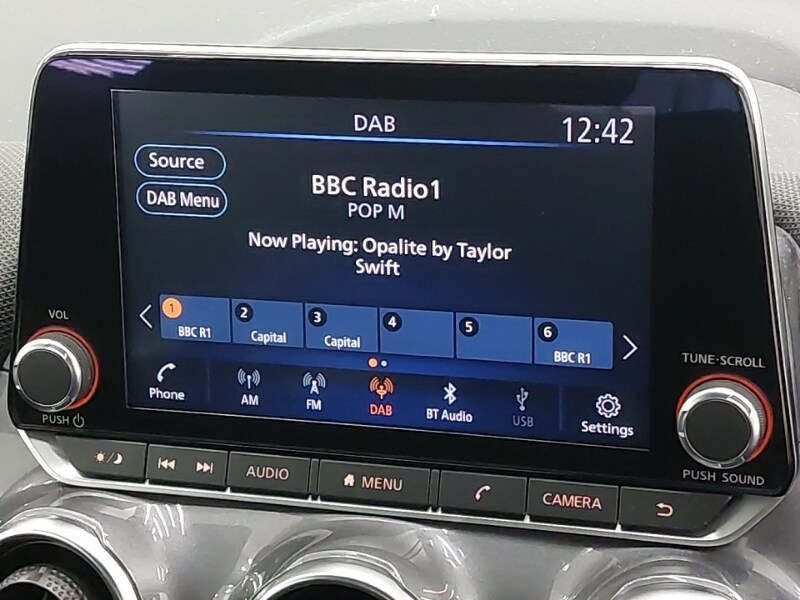 DAB
12:42
Source
BBC Radio1
DAB Menu
POP M
Now Playing: Opalite by Taylor
Swift
1 BBC R1
2 Capital
3 Capital
4
5
6 BBC R1
Phone
AM
FM
DAB
BT Audio
USB
Settings
VOL
PUSH
TUNE·SCROLL
PUSH SOUND
AUDIO
MENU
CAMERA